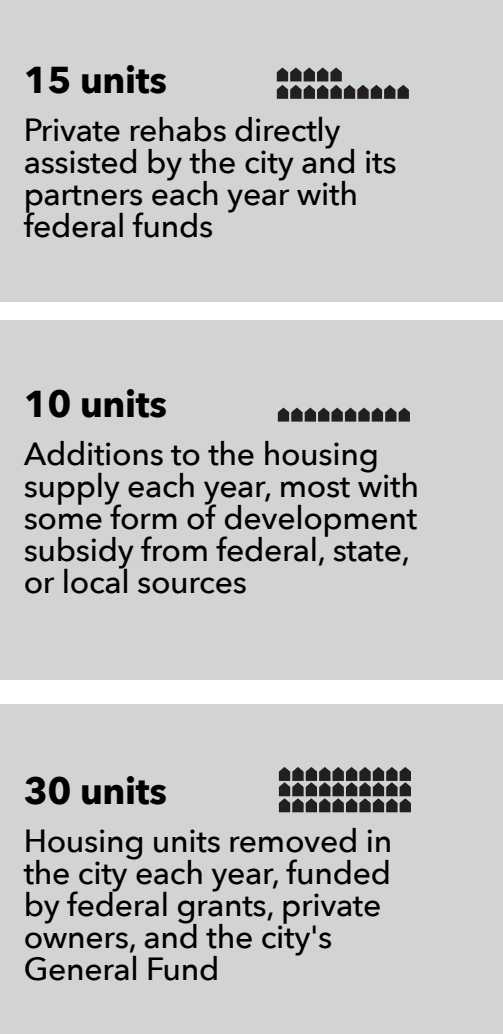 15 units
Private rehabs directly
assisted by the city and its
partners each year with
federal funds
10 units
Additions to the housing
supply each year, most with
some form of development
subsidy from federal, state,
or local sources
30 units
Housing units removed in
the city each year, funded
by federal grants, private
owners, and the city's
General Fund